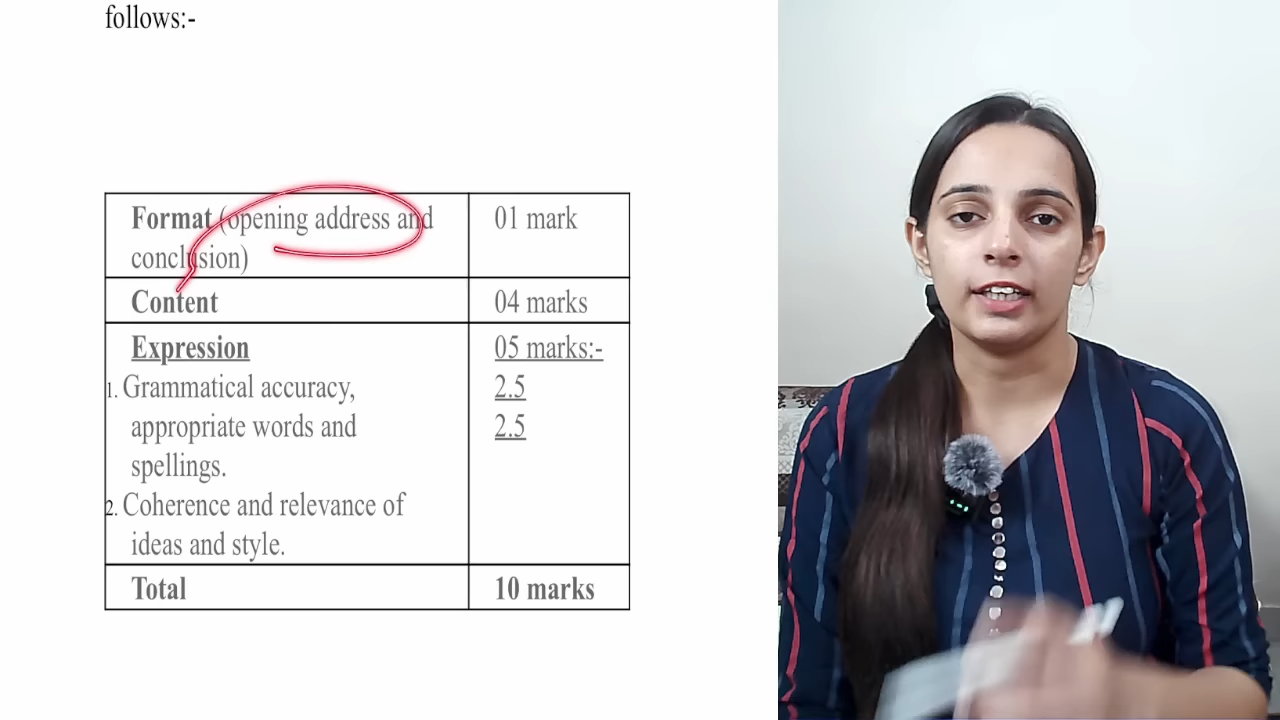 follows:-
Format (opening address and 01 mark
conclusion)
Content 04 marks
Expression 05 marks:-
1. Grammatical accuracy, 2.5
appropriate words and 2.5
spellings.
2. Coherence and relevance of
ideas and style.
Total 10 marks